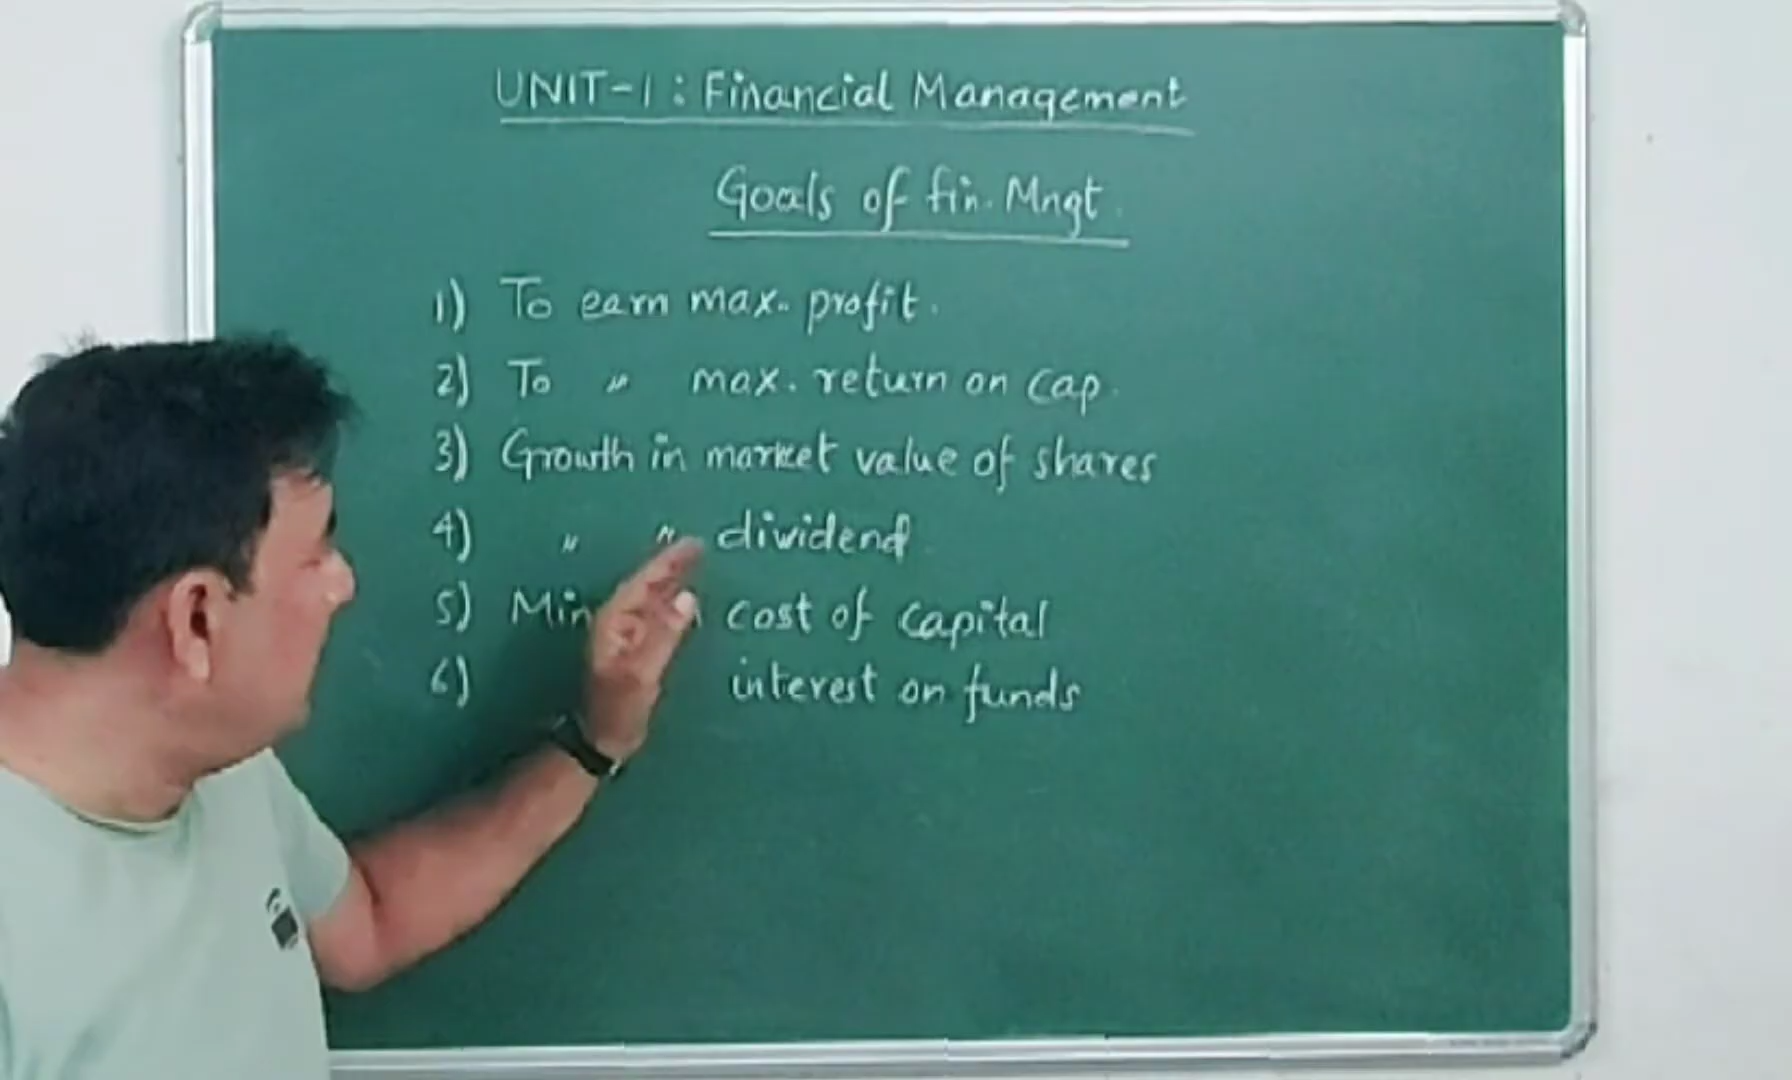 UNIT-1 : Financial Management
Goals of fin. Mngt.
1) To earn max. profit.
2) To " max. return on cap.
3) Growth in market value of shares
4) " " dividend
5) cost of capital
6) interest on funds